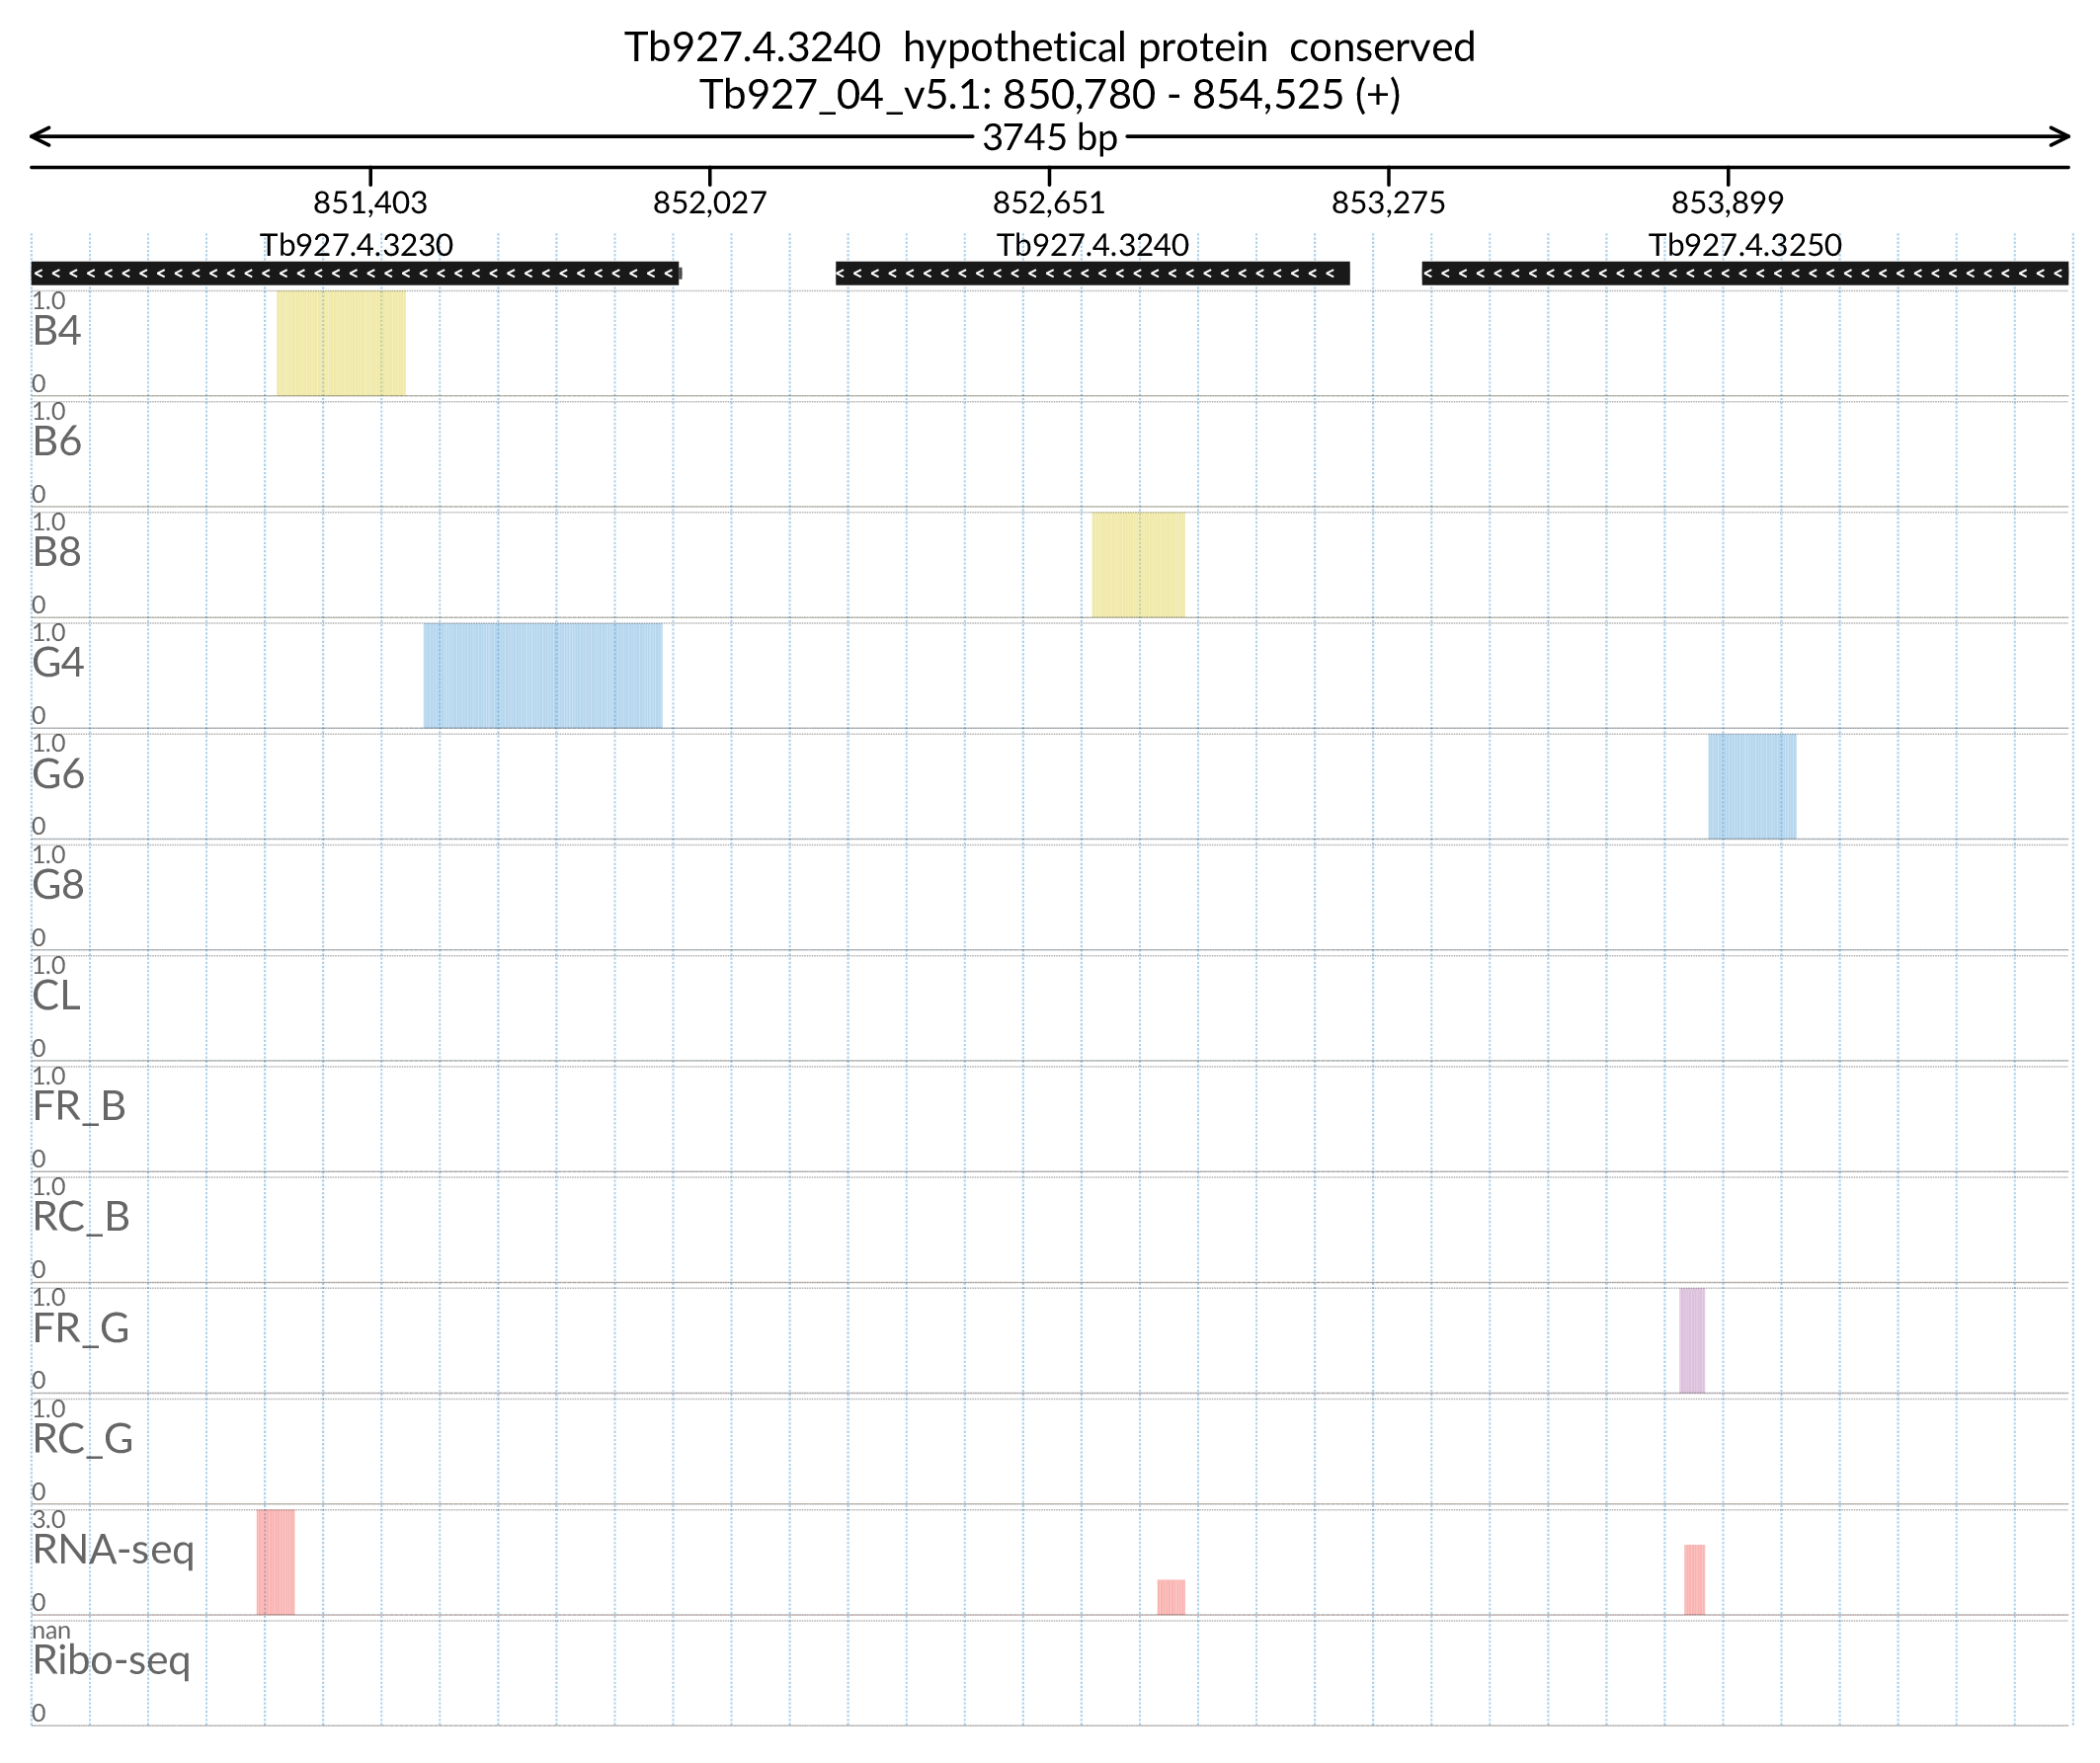 Tb927.4.3240 hypothetical protein conserved
Tb927_04_v5.1: 850,780 - 854,525 (+)
3745 bp
851,403 852,027 852,651 853,275 853,899
Tb927.4.3230 Tb927.4.3240 Tb927.4.3250
1.0
B4
0
1.0
B6
0
1.0
B8
0
1.0
G4
0
1.0
G6
0
1.0
G8
0
1.0
CL
0
1.0
FR_B
0
1.0
RC_B
0
1.0
FR_G
0
1.0
RC_G
0
3.0
RNA-seq
0
nan
Ribo-seq
0